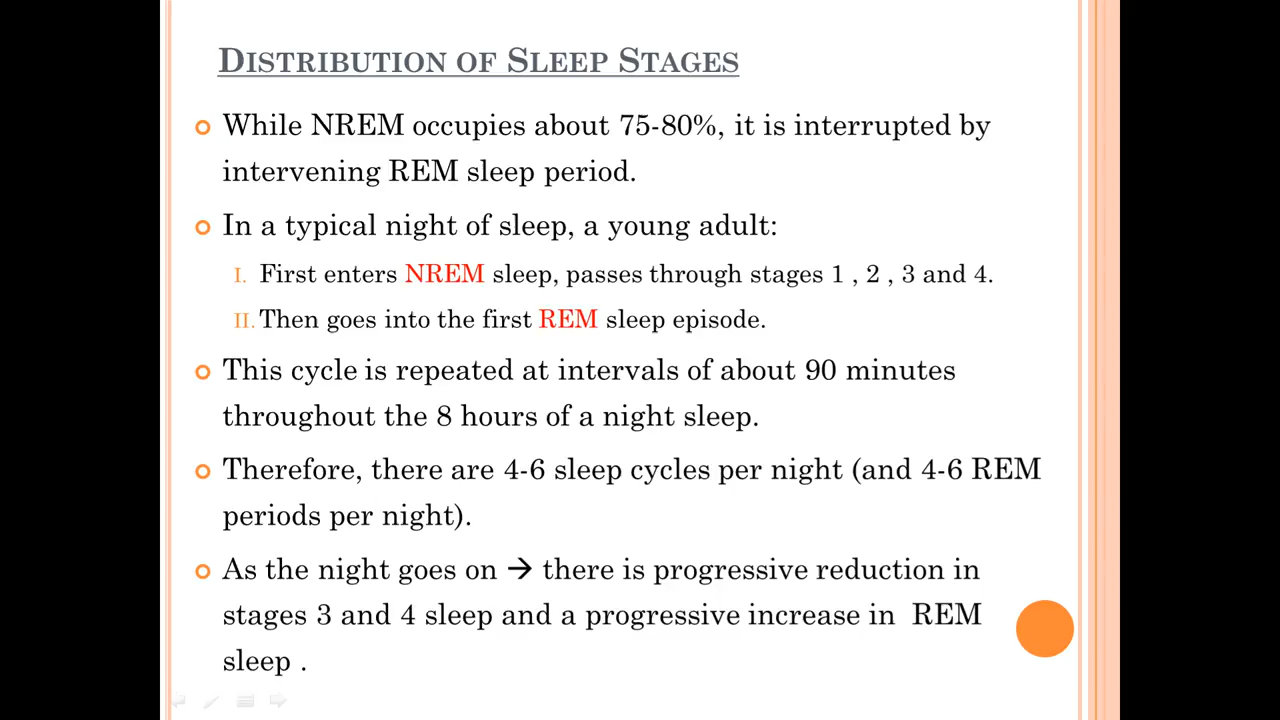 DISTRIBUTION OF SLEEP STAGES
While NREM occupies about 75-80%, it is interrupted by
intervening REM sleep period.
In a typical night of sleep, a young adult:
I. First enters NREM sleep, passes through stages 1 , 2 , 3 and 4.
II. Then goes into the first REM sleep episode.
This cycle is repeated at intervals of about 90 minutes
throughout the 8 hours of a night sleep.
Therefore, there are 4-6 sleep cycles per night (and 4-6 REM
periods per night).
As the night goes on → there is progressive reduction in
stages 3 and 4 sleep and a progressive increase in REM
sleep .